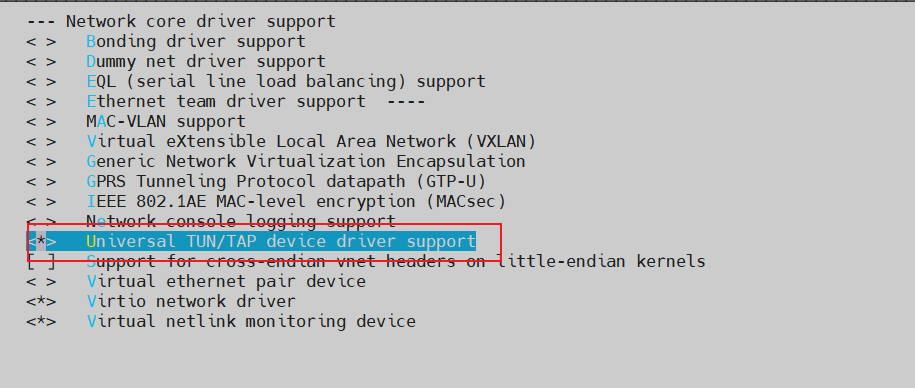 --- Network core driver support
< > Bonding driver support
< > Dummy net driver support
< > EQL (serial line load balancing) support
< > Ethernet team driver support ----
< > MAC-VLAN support
< > Virtual eXtensible Local Area Network (VXLAN)
< > Generic Network Virtualization Encapsulation
< > GPRS Tunneling Protocol datapath (GTP-U)
< > IEEE 802.1AE MAC-level encryption (MACsec)
< > Network console logging support
<*> Universal TUN/TAP device driver support
[ ] Support for cross-endian vnet headers on little-endian kernels
< > Virtual ethernet pair device
<*> Virtio network driver
<*> Virtual netlink monitoring device